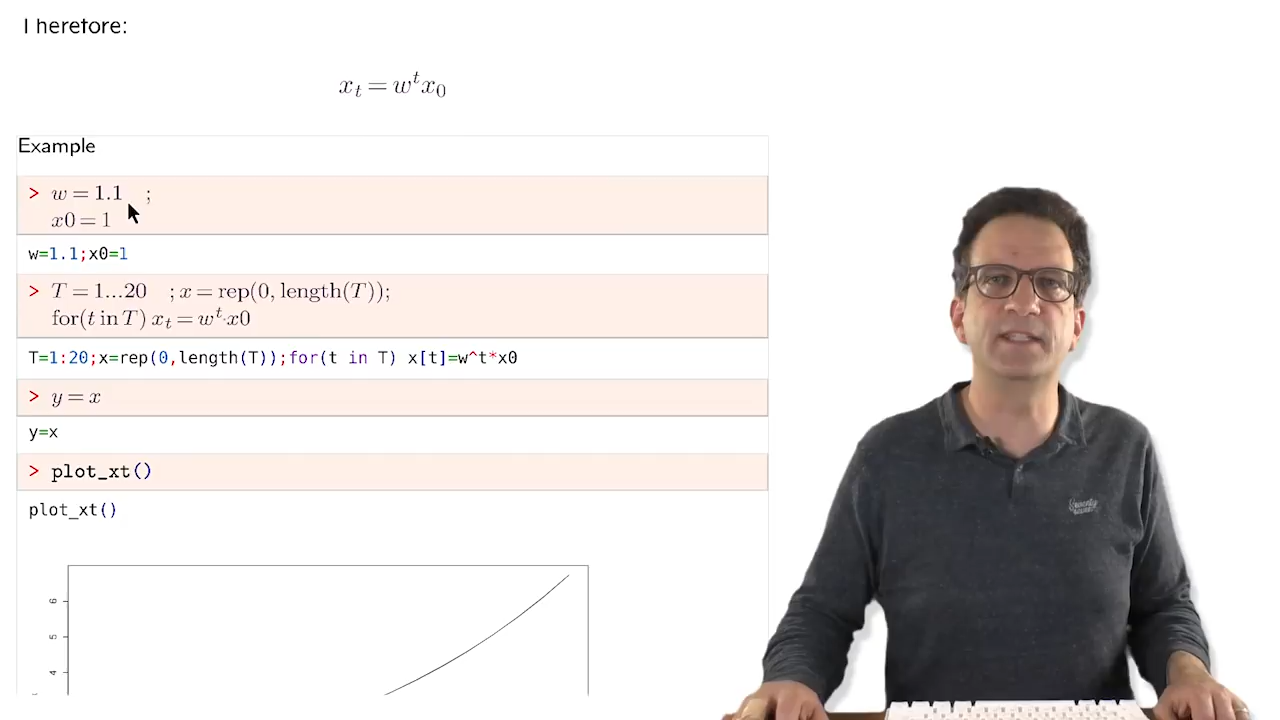 I heretore:
x_t = w^t x_0
Example
> w = 1.1 ;
x0 = 1
w=1.1;x0=1
> T = 1...20 ; x = rep(0, length(T));
for(t in T) x_t = w^t·x0
T=1:20;x=rep(0,length(T));for(t in T) x[t]=w^t*x0
> y = x
y=x
> plot_xt()
plot_xt()
6
5
4